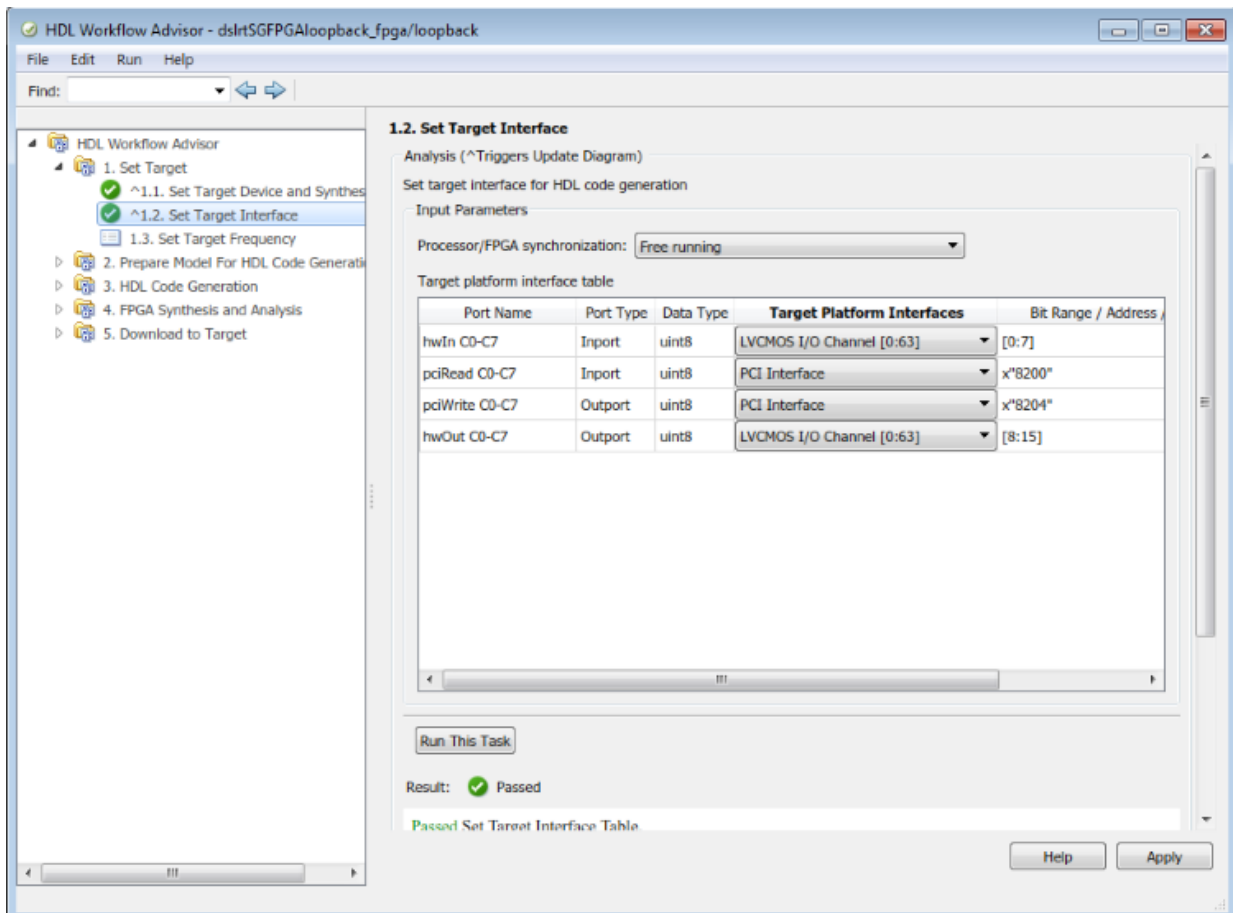 HDL Workflow Advisor - dslrtSGFPGAloopback_fpga/loopback
File Edit Run Help
Find:
HDL Workflow Advisor
1. Set Target
^1.1. Set Target Device and Synthes
^1.2. Set Target Interface
1.3. Set Target Frequency
2. Prepare Model For HDL Code Generati
3. HDL Code Generation
4. FPGA Synthesis and Analysis
5. Download to Target
1.2. Set Target Interface
Analysis (^Triggers Update Diagram)
Set target interface for HDL code generation
Input Parameters
Processor/FPGA synchronization: Free running
Target platform interface table
Port Name Port Type Data Type Target Platform Interfaces Bit Range / Address /
hwIn C0-C7 Inport uint8 LVCMOS I/O Channel [0:63] [0:7]
pciRead C0-C7 Inport uint8 PCI Interface x"8200"
pciWrite C0-C7 Outport uint8 PCI Interface x"8204"
hwOut C0-C7 Outport uint8 LVCMOS I/O Channel [0:63] [8:15]
Run This Task
Result: Passed
Passed Set Target Interface Table.
Help Apply